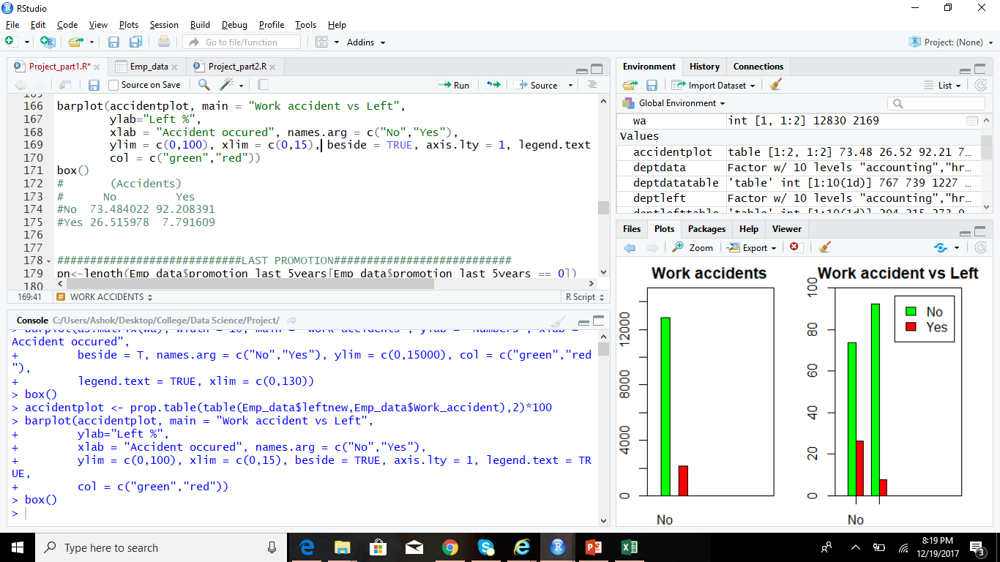 RStudio
File Edit Code View Plots Session Build Debug Profile Tools Help
Go to file/function Addins Project: (None)
Project_part1.R* Emp_data Project_part2.R
Source on Save Run Source
166 barplot(accidentplot, main = "Work accident vs Left",
167 ylab="Left %",
168 xlab = "Accident occured", names.arg = c("No","Yes"),
169 ylim = c(0,100), xlim = c(0,15), beside = TRUE, axis.lty = 1, legend.text
170 col = c("green","red"))
171 box()
172 # (Accidents)
173 # No Yes
174 #No 73.484022 92.208391
175 #Yes 26.515978 7.791609
176
177
178 ############################LAST PROMOTION###########################
179 pn<-length(Emp_data$promotion_last_5years[Emp_data$promotion_last_5years == 0])
180
169:41 WORK ACCIDENTS R Script
Console C:/Users/Ashok/Desktop/College/Data Science/Project/
> barplot(as.matrix(wa), width = 10, main = "Work accidents", ylab = "Numbers", xlab = "
Accident occured",
+ beside = T, names.arg = c("No","Yes"), ylim = c(0,15000), col = c("green","red
"),
+ legend.text = TRUE, xlim = c(0,130))
> box()
> accidentplot <- prop.table(table(Emp_data$leftnew,Emp_data$Work_accident),2)*100
> barplot(accidentplot, main = "Work accident vs Left",
+ ylab="Left %",
+ xlab = "Accident occured", names.arg = c("No","Yes"),
+ ylim = c(0,100), xlim = c(0,15), beside = TRUE, axis.lty = 1, legend.text = TR
UE,
+ col = c("green","red"))
> box()
>
Environment History Connections
Import Dataset List
Global Environment
wa int [1, 1:2] 12830 2169
Values
accidentplot table [1:2, 1:2] 73.48 26.52 92.21 7…
deptdata Factor w/ 10 levels "accounting","hr…
deptdatatable 'table' int [1:10(1d)] 767 739 1227 …
deptleft Factor w/ 10 levels "accounting","hr…
deptlefttable 'table' int [1:10(1d)] 204 215 273 9…
Files Plots Packages Help Viewer
Zoom Export
Work accidents
12000
8000
4000
0
No
Work accident vs Left
100
80
60
40
20
0
No
Yes
No
Type here to search
8:19 PM
12/19/2017
3